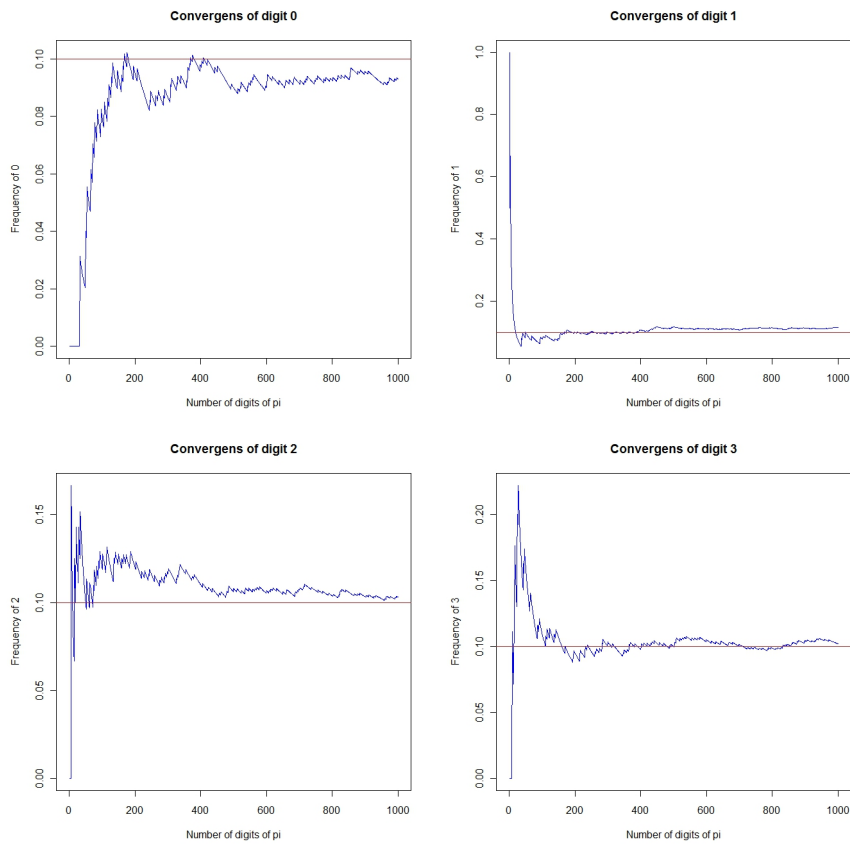 Convergens of digit 0
Frequency of 0
0.10
0.08
0.06
0.04
0.02
0.00
0 200 400 600 800 1000
Number of digits of pi
Convergens of digit 1
Frequency of 1
1.0
0.8
0.6
0.4
0.2
0 200 400 600 800 1000
Number of digits of pi
Convergens of digit 2
Frequency of 2
0.15
0.10
0.05
0.00
0 200 400 600 800 1000
Number of digits of pi
Convergens of digit 3
Frequency of 3
0.20
0.15
0.10
0.05
0.00
0 200 400 600 800 1000
Number of digits of pi